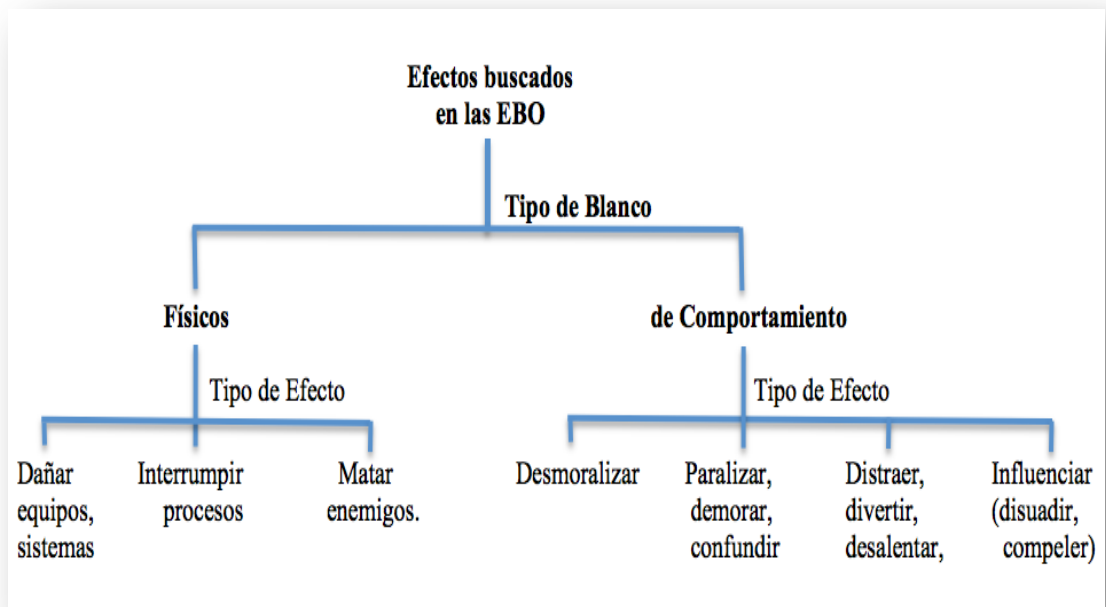 Efectos buscados
en las EBO
Tipo de Blanco
Físicos
de Comportamiento
Tipo de Efecto
Tipo de Efecto
Dañar
equipos,
sistemas
Interrumpir
procesos
Matar
enemigos.
Desmoralizar
Paralizar,
demorar,
confundir
Distraer,
divertir,
desalentar,
Influenciar
(disuadir,
compeler)